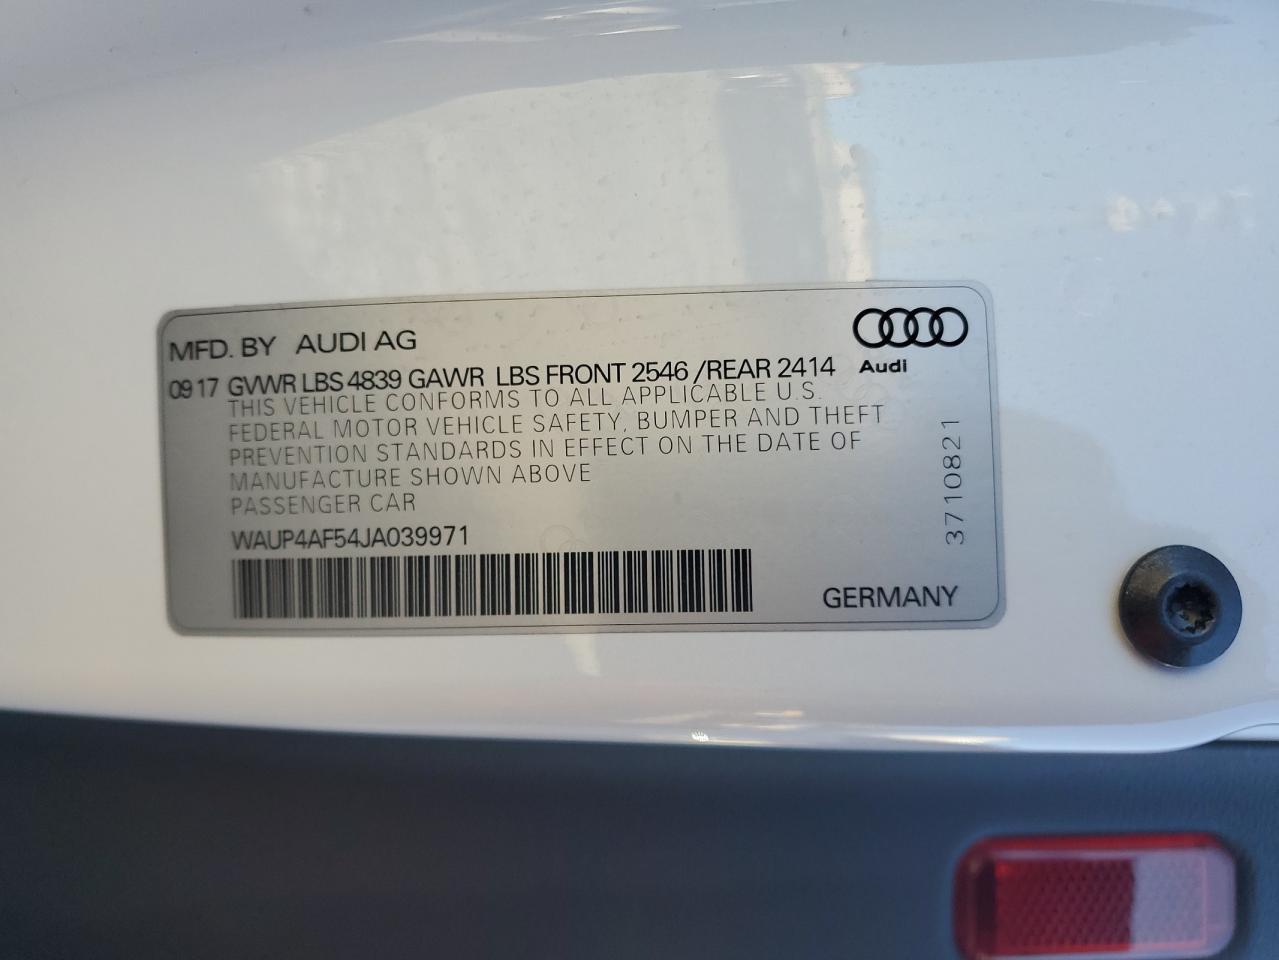 MFD. BY AUDI AG
Audi
09 17 GVWR LBS 4839 GAWR LBS FRONT 2546 /REAR 2414
THIS VEHICLE CONFORMS TO ALL APPLICABLE U.S.
FEDERAL MOTOR VEHICLE SAFETY, BUMPER AND THEFT
PREVENTION STANDARDS IN EFFECT ON THE DATE OF
MANUFACTURE SHOWN ABOVE
PASSENGER CAR
WAUP4AF54JA039971
GERMANY
3710821